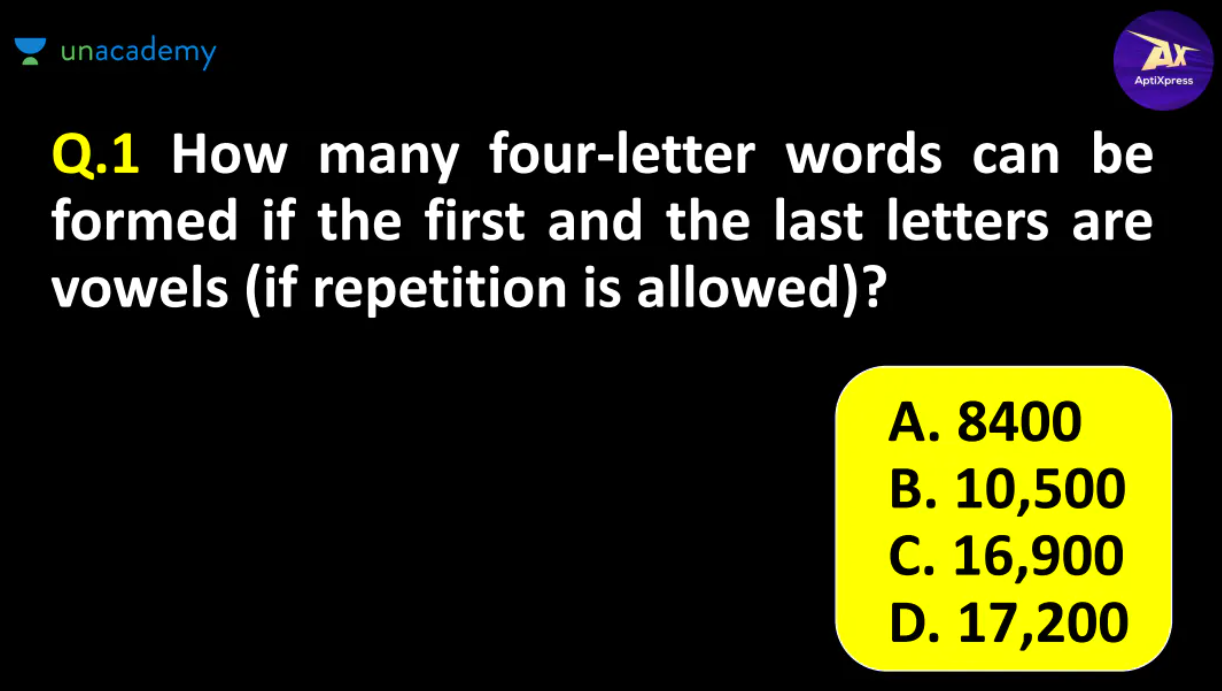 unacademy
AX
AptiXpress
Q.1 How many four-letter words can be
formed if the first and the last letters are
vowels (if repetition is allowed)?
A. 8400
B. 10,500
C. 16,900
D. 17,200